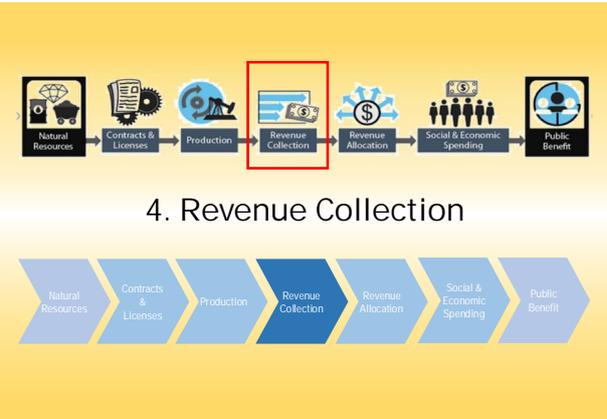 Natural
Resources
Contracts &
Licenses
Production
Revenue
Collection
Revenue
Allocation
Social & Economic
Spending
Public
Benefit
4. Revenue Collection
Natural
Resources
Contracts
&
Licenses
Production
Revenue
Collection
Revenue
Allocation
Social &
Economic
Spending
Public
Benefit